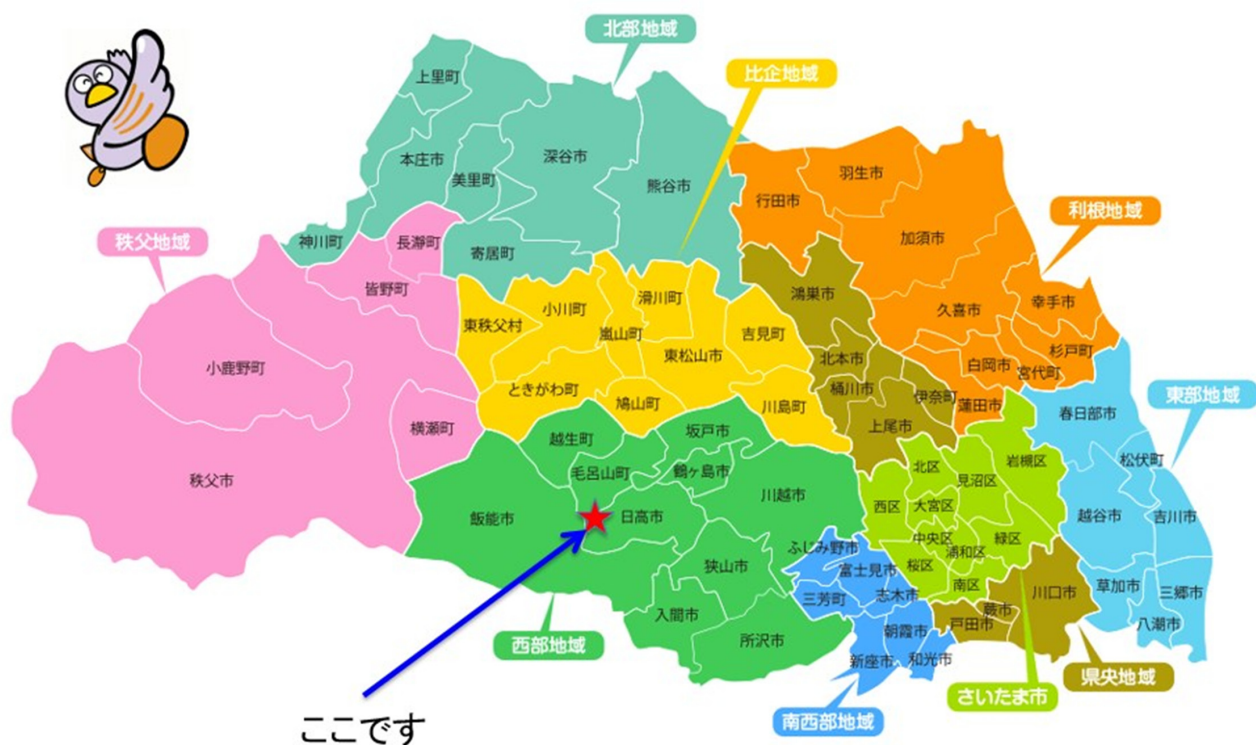 北部地域
比企地域
上里町
本庄市
美里町
深谷市
熊谷市
行田市
羽生市
利根地域
加須市
秩父地域
神川町
長瀞町
寄居町
皆野町
小川町
滑川町
鴻巣市
久喜市
幸手市
東秩父村
嵐山町
東松山市
吉見町
北本市
白岡市
杉戸町
宮代町
小鹿野町
ときがわ町
鳩山町
川島町
桶川市
伊奈町
蓮田市
東部地域
横瀬町
越生町
坂戸市
上尾市
春日部市
秩父市
毛呂山町
鶴ヶ島市
川越市
北区
見沼区
岩槻区
松伏町
飯能市
日高市
西区
大宮区
越谷市
吉川市
ふじみ野市
中央区
浦和区
緑区
狭山市
富士見市
桜区
南区
三芳町
志木市
川口市
草加市
三郷市
入間市
朝霞市
戸田市
蕨市
八潮市
西部地域
所沢市
新座市
和光市
県央地域
さいたま市
南西部地域
ここです